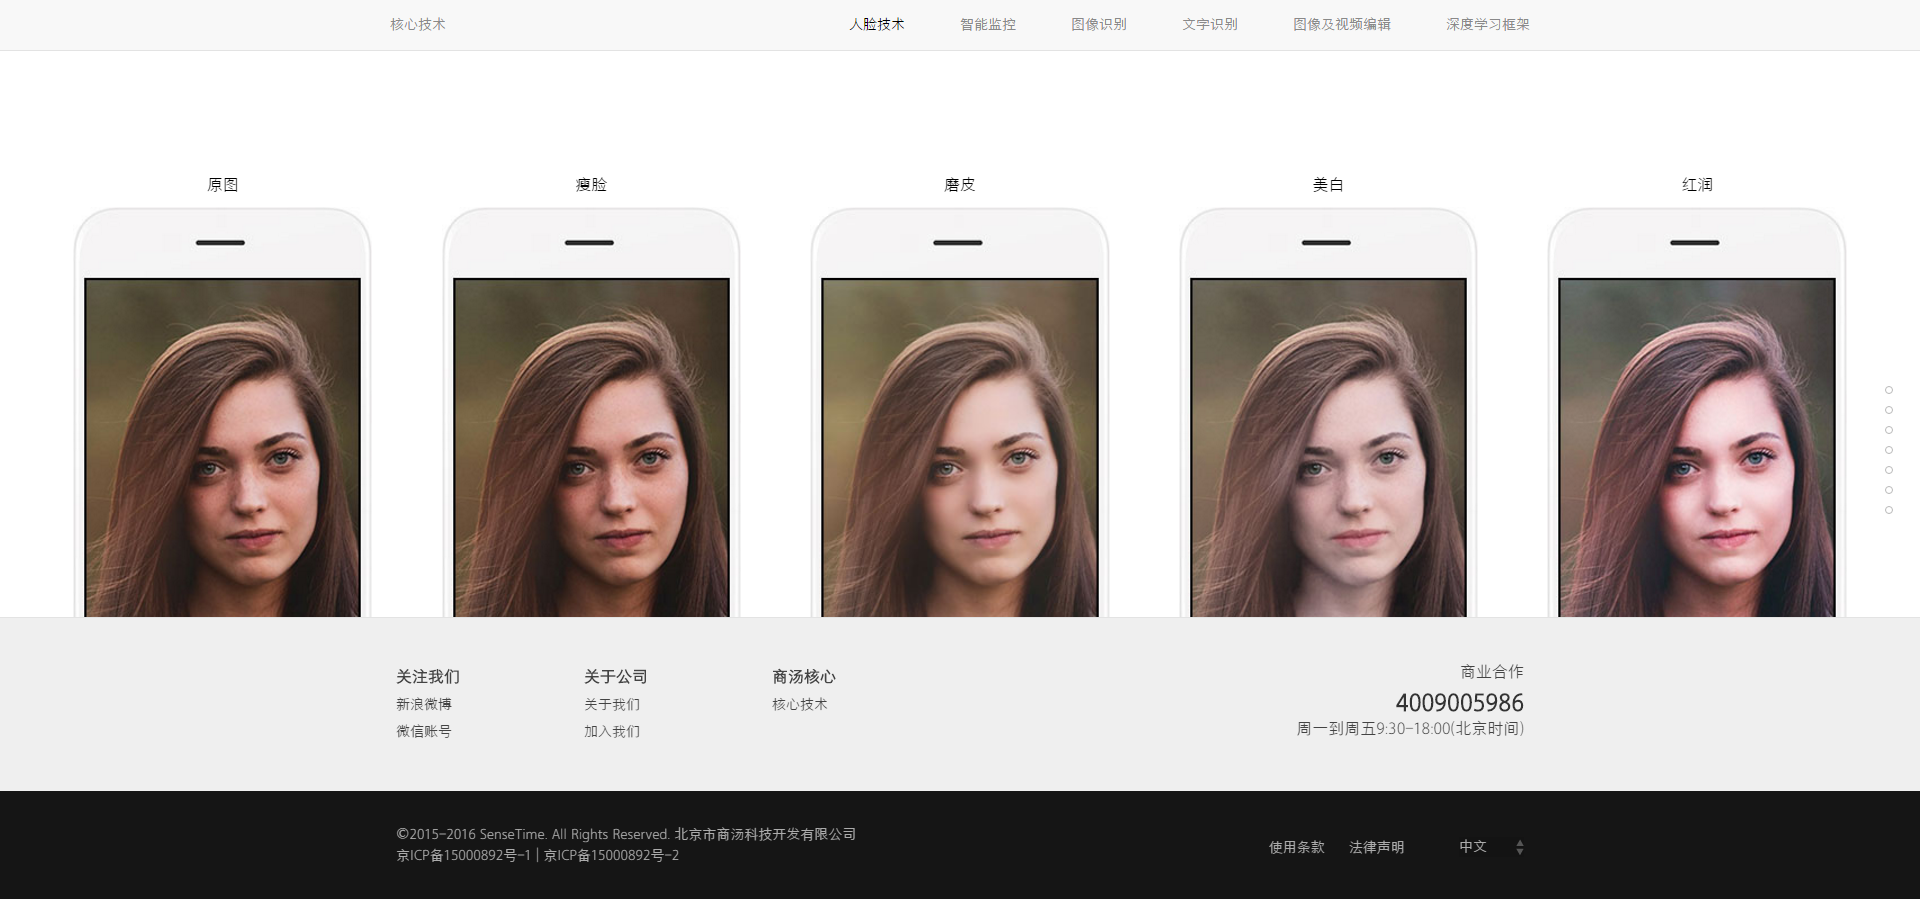 核心技术
人脸技术 智能监控 图像识别 文字识别 图像及视频编辑 深度学习框架
原图 瘦脸 磨皮 美白 红润
关注我们
新浪微博
微信账号
关于公司
关于我们
加入我们
商汤核心
核心技术
商业合作
4009005986
周一到周五9:30-18:00(北京时间)
©2015-2016 SenseTime. All Rights Reserved. 北京市商汤科技开发有限公司
京ICP备15000892号-1 | 京ICP备15000892号-2
使用条款 法律声明 中文